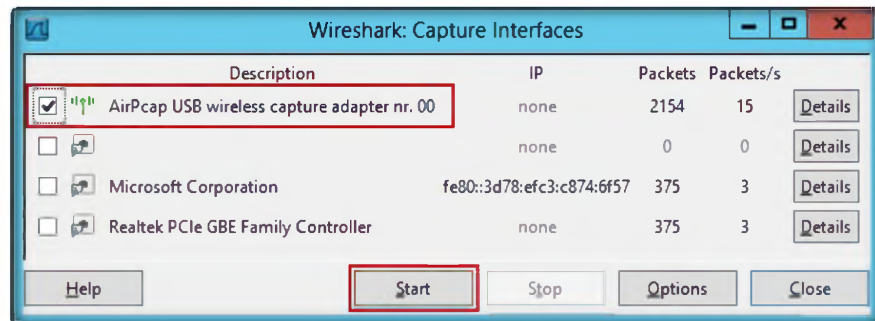 Wireshark: Capture Interfaces
Description IP Packets Packets/s
AirPcap USB wireless capture adapter nr. 00 none 2154 15 Details
none 0 0 Details
Microsoft Corporation fe80::3d78:efc3:c874:6f57 375 3 Details
Realtek PCIe GBE Family Controller none 375 3 Details
Help Start Stop Options Close